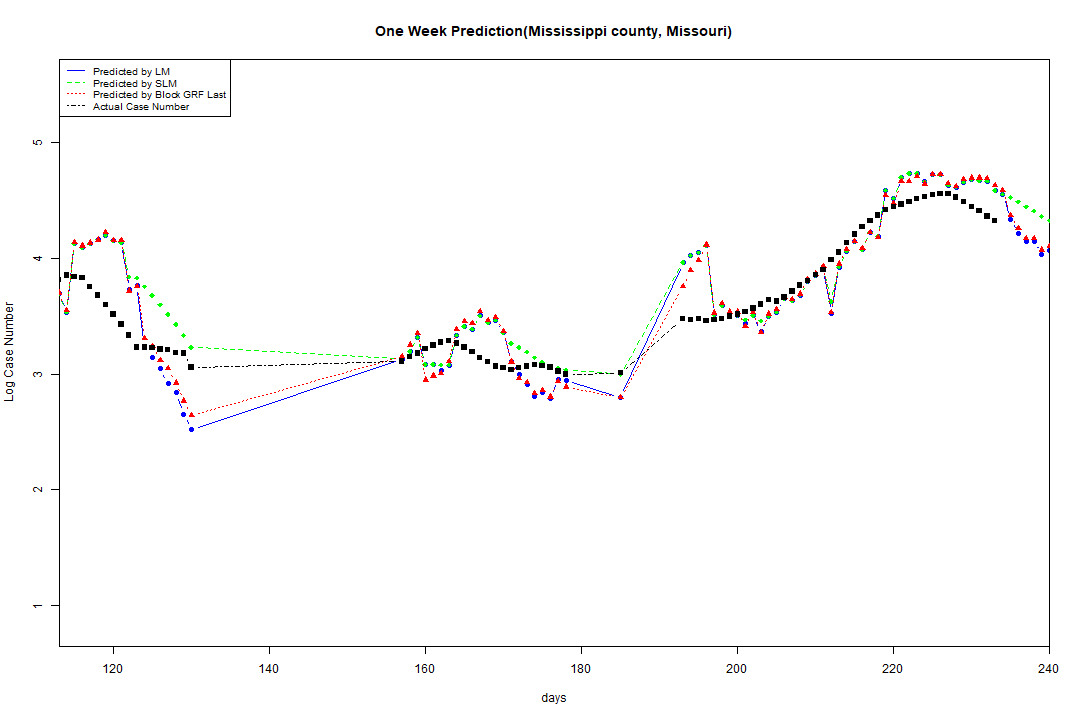 One Week Prediction(Mississippi county, Missouri)
Predicted by LM
Predicted by SLM
Predicted by Block GRF Last
Actual Case Number
Log Case Number
5
4
3
2
1
120 140 160 180 200 220 240
days